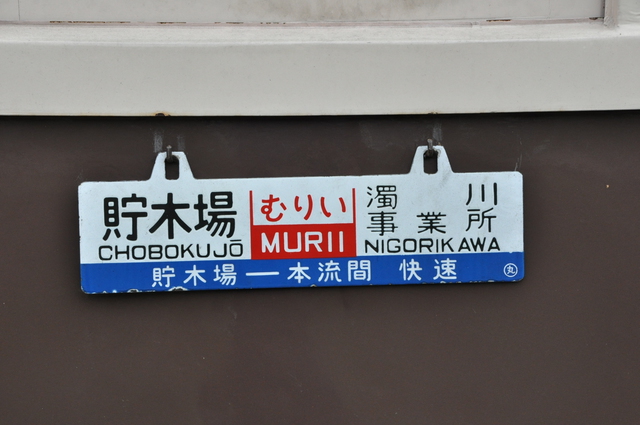 貯木場
CHOBOKUJŌ
むりい
MURII
濁川
事業所
NIGORIKAWA
貯木場―本流間 快速
丸